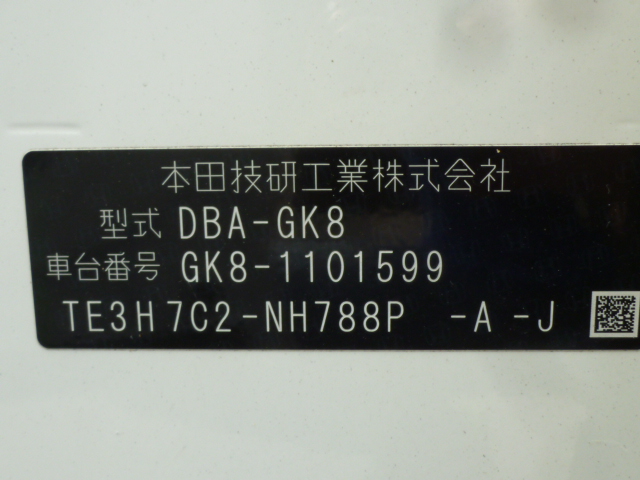 本田技研工業株式会社
型式 DBA-GK8
車台番号 GK8-1101599
TE3H7C2-NH788P -A -J